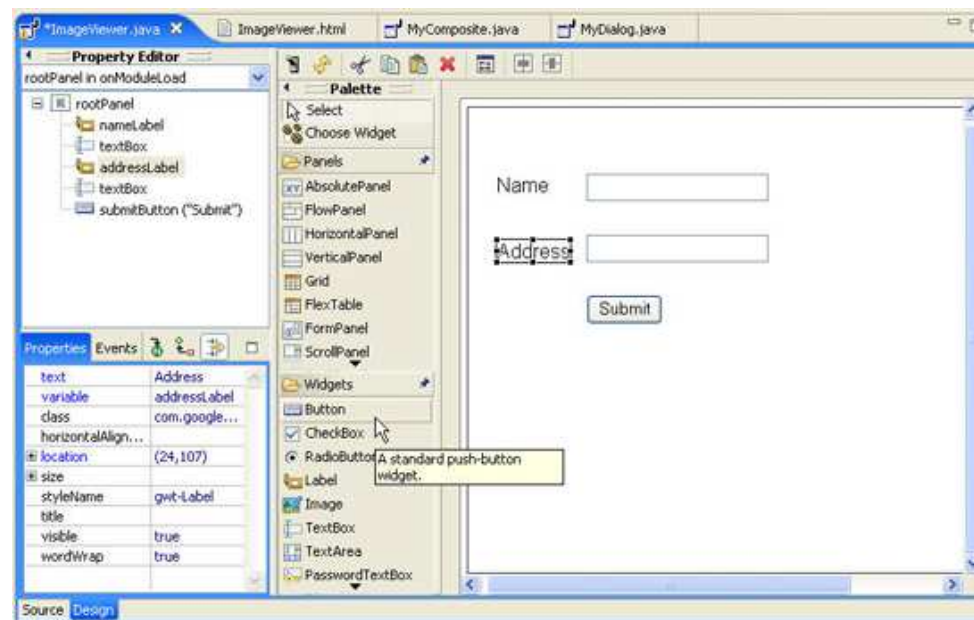 *ImageViewer.java
ImageViewer.html
MyComposite.java
MyDialog.java
Property Editor
rootPanel in onModuleLoad
rootPanel
nameLabel
textBox
addressLabel
textBox
submitButton ("Submit")
Properties
Events
text Address
variable addressLabel
class com.google...
horizontalAlign...
location (24,107)
size
styleName gwt-Label
title
visible true
wordWrap true
Palette
Select
Choose Widget
Panels
AbsolutePanel
FlowPanel
HorizontalPanel
VerticalPanel
Grid
FlexTable
FormPanel
ScrollPanel
Widgets
Button
CheckBox
RadioButton
A standard push-button
widget.
Label
Image
TextBox
TextArea
PasswordTextBox
Name
Address
Submit
Source
Design